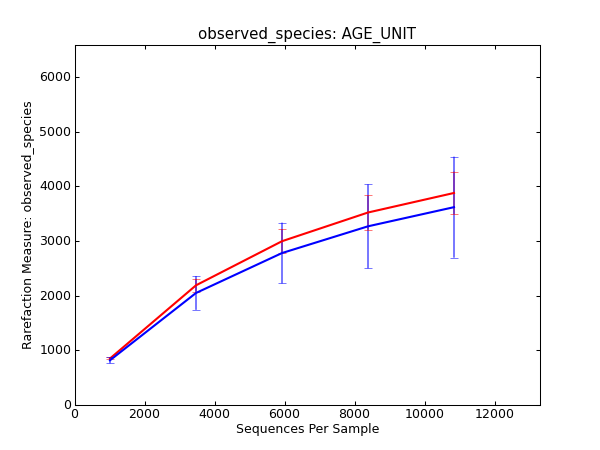 observed_species: AGE_UNIT
Rarefaction Measure: observed_species
6000
5000
4000
3000
2000
1000
0
0 2000 4000 6000 8000 10000 12000
Sequences Per Sample